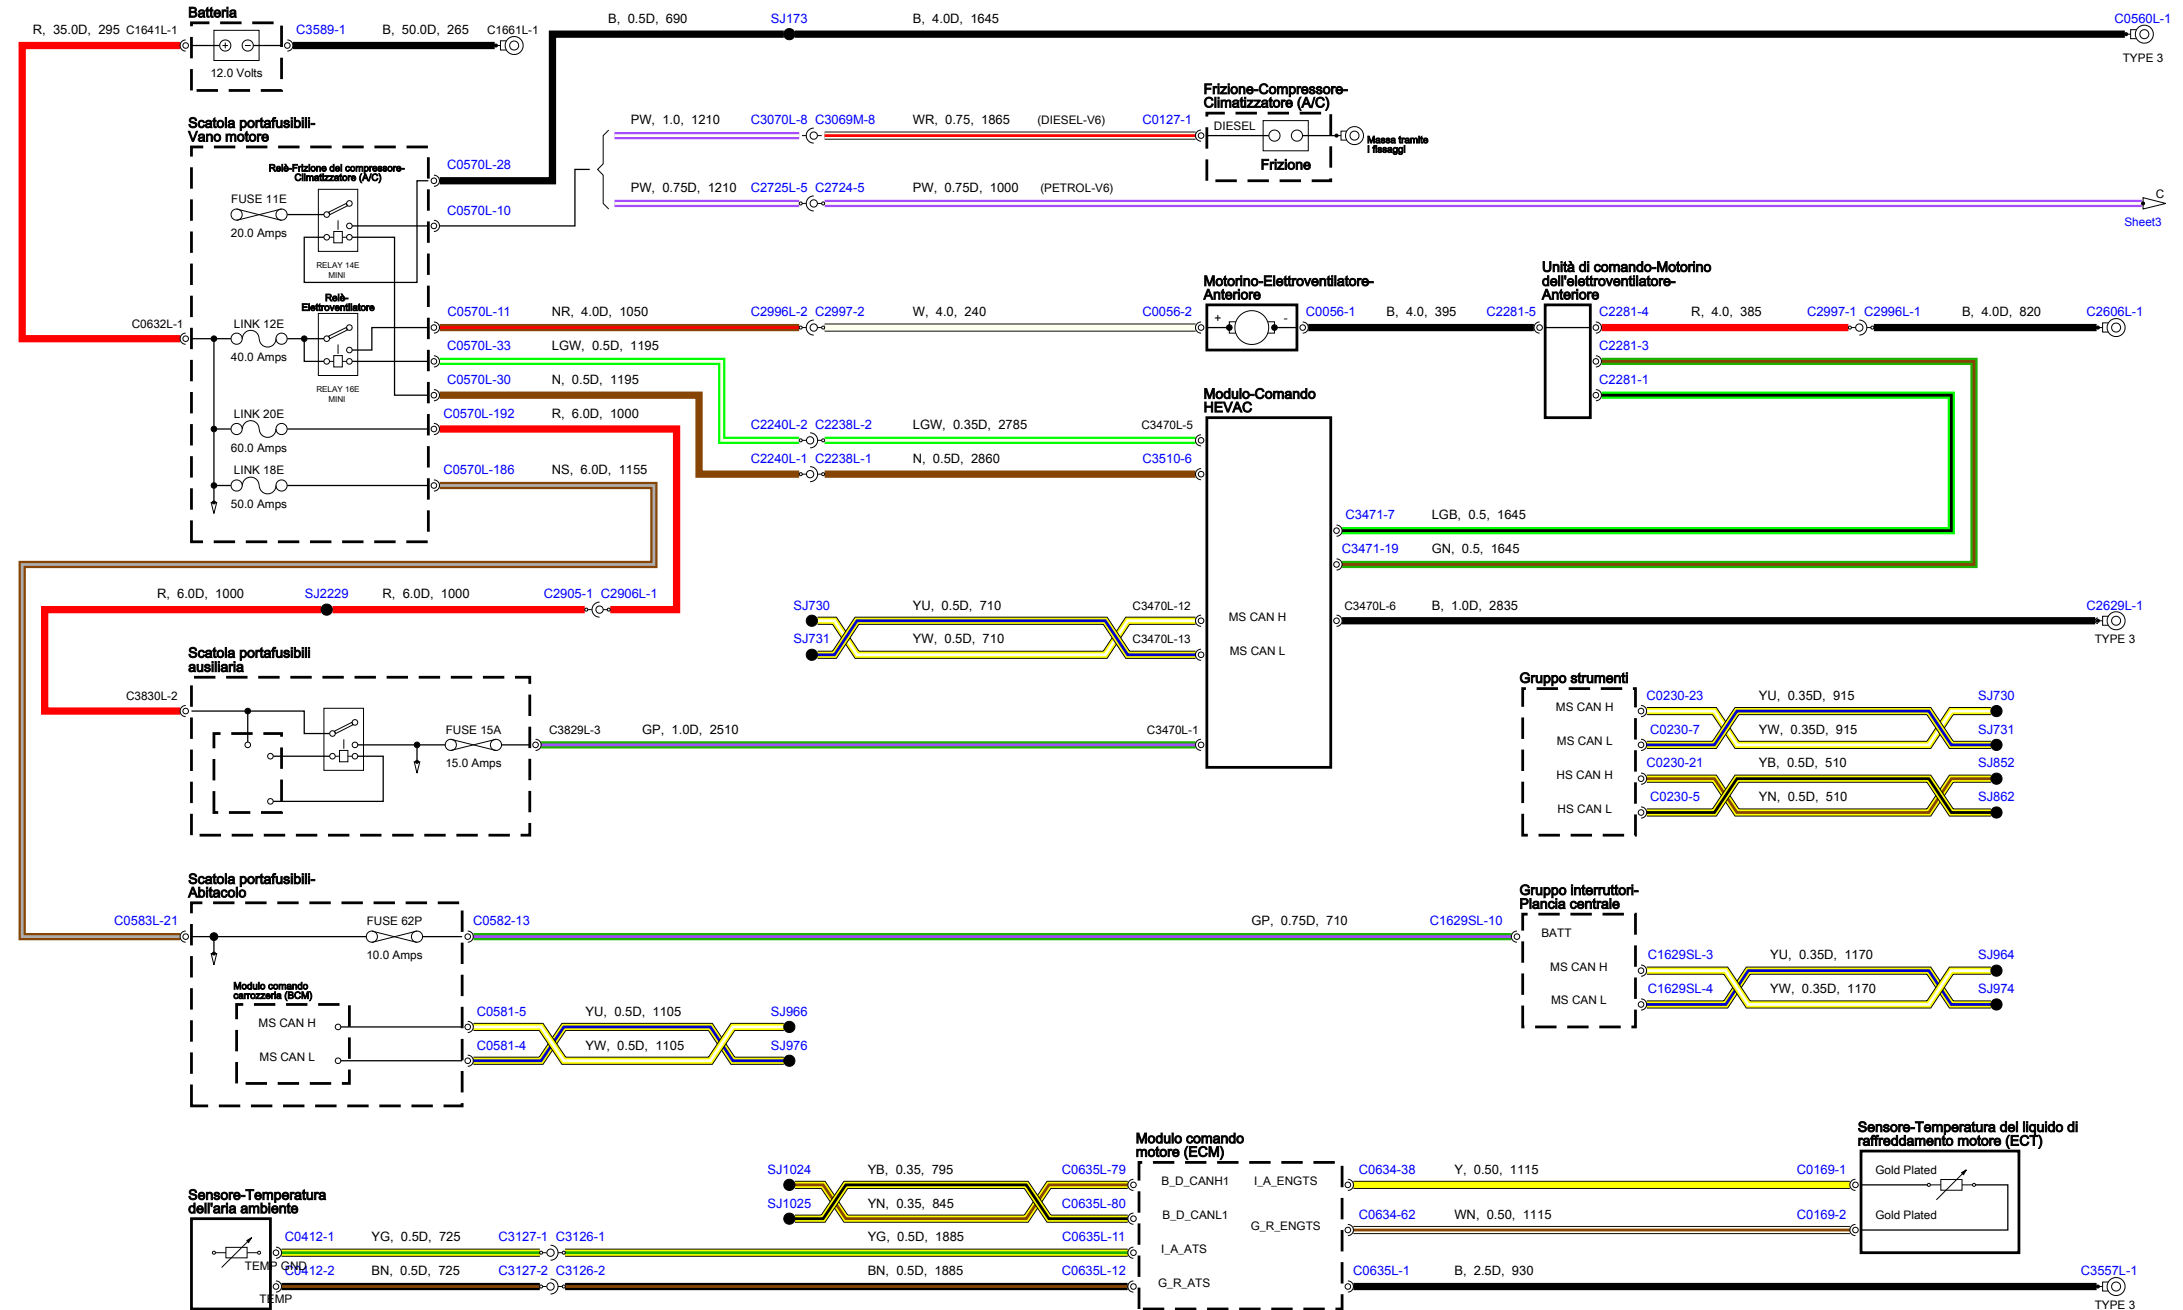 Batteria
R, 35.0D, 295 C1641L-1
C3589-1
B, 50.0D, 265
C1661L-1
12.0 Volts
B, 0.5D, 690
SJ173
B, 4.0D, 1645
C0560L-1
TYPE 3
Scatola portafusibili-
Vano motore
Relè-Frizione del compressore-
Climatizzatore (A/C)
FUSE 11E
20.0 Amps
RELAY 14E
MINI
C0570L-28
C0570L-10
PW, 1.0, 1210
C3070L-8 C3069M-8
WR, 0.75, 1865
(DIESEL-V6)
C0127-1
Frizione-Compressore-
Climatizzatore (A/C)
DIESEL
Frizione
Massa tramite
i fissaggi
PW, 0.75D, 1210
C2725L-5 C2724-5
PW, 0.75D, 1000
(PETROL-V6)
C
Sheet3
Relè-
Elettroventilatore
C0632L-1
LINK 12E
40.0 Amps
RELAY 16E
MINI
LINK 20E
60.0 Amps
LINK 18E
50.0 Amps
C0570L-11
NR, 4.0D, 1050
C2996L-2 C2997-2
W, 4.0, 240
C0056-2
Motorino-Elettroventilatore-
Anteriore
+ -
C0056-1
B, 4.0, 395
C2281-5
Unità di comando-Motorino
dell'elettroventilatore-
Anteriore
C2281-4
R, 4.0, 385
C2997-1 C2996L-1
B, 4.0D, 820
C2606L-1
C2281-3
C2281-1
C0570L-33
LGW, 0.5D, 1195
C0570L-30
N, 0.5D, 1195
C0570L-192
R, 6.0D, 1000
C0570L-186
NS, 6.0D, 1155
Modulo-Comando
HEVAC
C2240L-2 C2238L-2
LGW, 0.35D, 2785
C3470L-5
C2240L-1 C2238L-1
N, 0.5D, 2860
C3510-6
C3471-7
LGB, 0.5, 1645
C3471-19
GN, 0.5, 1645
R, 6.0D, 1000
SJ2229
R, 6.0D, 1000
C2905-1 C2906L-1
SJ730
YU, 0.5D, 710
C3470L-12
MS CAN H
SJ731
YW, 0.5D, 710
C3470L-13
MS CAN L
C3470L-6
B, 1.0D, 2835
C2629L-1
TYPE 3
Scatola portafusibili
ausiliaria
C3830L-2
FUSE 15A
15.0 Amps
C3829L-3
GP, 1.0D, 2510
C3470L-1
Gruppo strumenti
MS CAN H
C0230-23
YU, 0.35D, 915
SJ730
MS CAN L
C0230-7
YW, 0.35D, 915
SJ731
HS CAN H
C0230-21
YB, 0.5D, 510
SJ852
HS CAN L
C0230-5
YN, 0.5D, 510
SJ862
Scatola portafusibili-
Abitacolo
C0583L-21
FUSE 62P
10.0 Amps
C0582-13
GP, 0.75D, 710
C1629SL-10
Gruppo interruttori-
Plancia centrale
BATT
MS CAN H
C1629SL-3
YU, 0.35D, 1170
SJ964
MS CAN L
C1629SL-4
YW, 0.35D, 1170
SJ974
Modulo comando
carrozzeria (BCM)
MS CAN H
C0581-5
YU, 0.5D, 1105
SJ966
MS CAN L
C0581-4
YW, 0.5D, 1105
SJ976
Sensore-Temperatura
dell'aria ambiente
TEMP GND
TEMP
C0412-1
YG, 0.5D, 725
C3127-1 C3126-1
YG, 0.5D, 1885
C0635L-11
C0412-2
BN, 0.5D, 725
C3127-2 C3126-2
BN, 0.5D, 1885
C0635L-12
SJ1024
YB, 0.35, 795
C0635L-79
SJ1025
YN, 0.35, 845
C0635L-80
Modulo comando
motore (ECM)
B_D_CANH1
I_A_ENGTS
B_D_CANL1
G_R_ENGTS
I_A_ATS
G_R_ATS
C0634-38
Y, 0.50, 1115
C0169-1
C0634-62
WN, 0.50, 1115
C0169-2
Sensore-Temperatura del liquido di
raffreddamento motore (ECT)
Gold Plated
Gold Plated
C0635L-1
B, 2.5D, 930
C3557L-1
TYPE 3